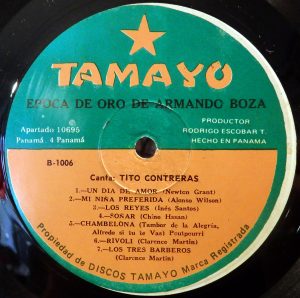 TAMAYO
EPOCA DE ORO DE ARMANDO BOZA
Apartado 10695
Panamá. 4 Panamá
PRODUCTOR
RODRIGO ESCOBAR T.
HECHO EN PANAMA
B-1006
Canta: TITO CONTRERAS
1.—UN DIA DE AMOR (Newton Grant)
2.—MI NIÑA PREFERIDA (Alonso Wilson)
3.—LOS REYES (Inés Santos)
4.—SOÑAR (Chino Hasan)
5.—CHAMBELONA (Tambor de la Alegría,
Alfredo si tu te Vas) Postpourrí
6.—RIVOLI (Clarence Martin)
7.—LOS TRES BARBEROS
(Clarence Martin)
Propiedad de DISCOS TAMAYO Marca Registrada